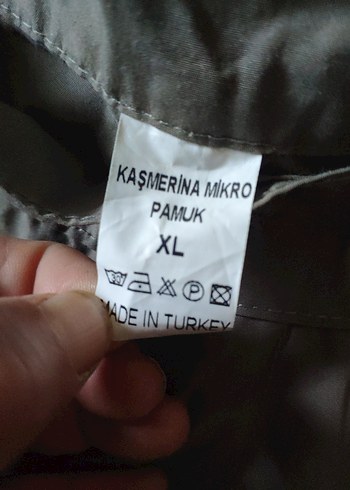 KAŞMERİNA MİKRO
PAMUK
XL
MADE IN TURKEY